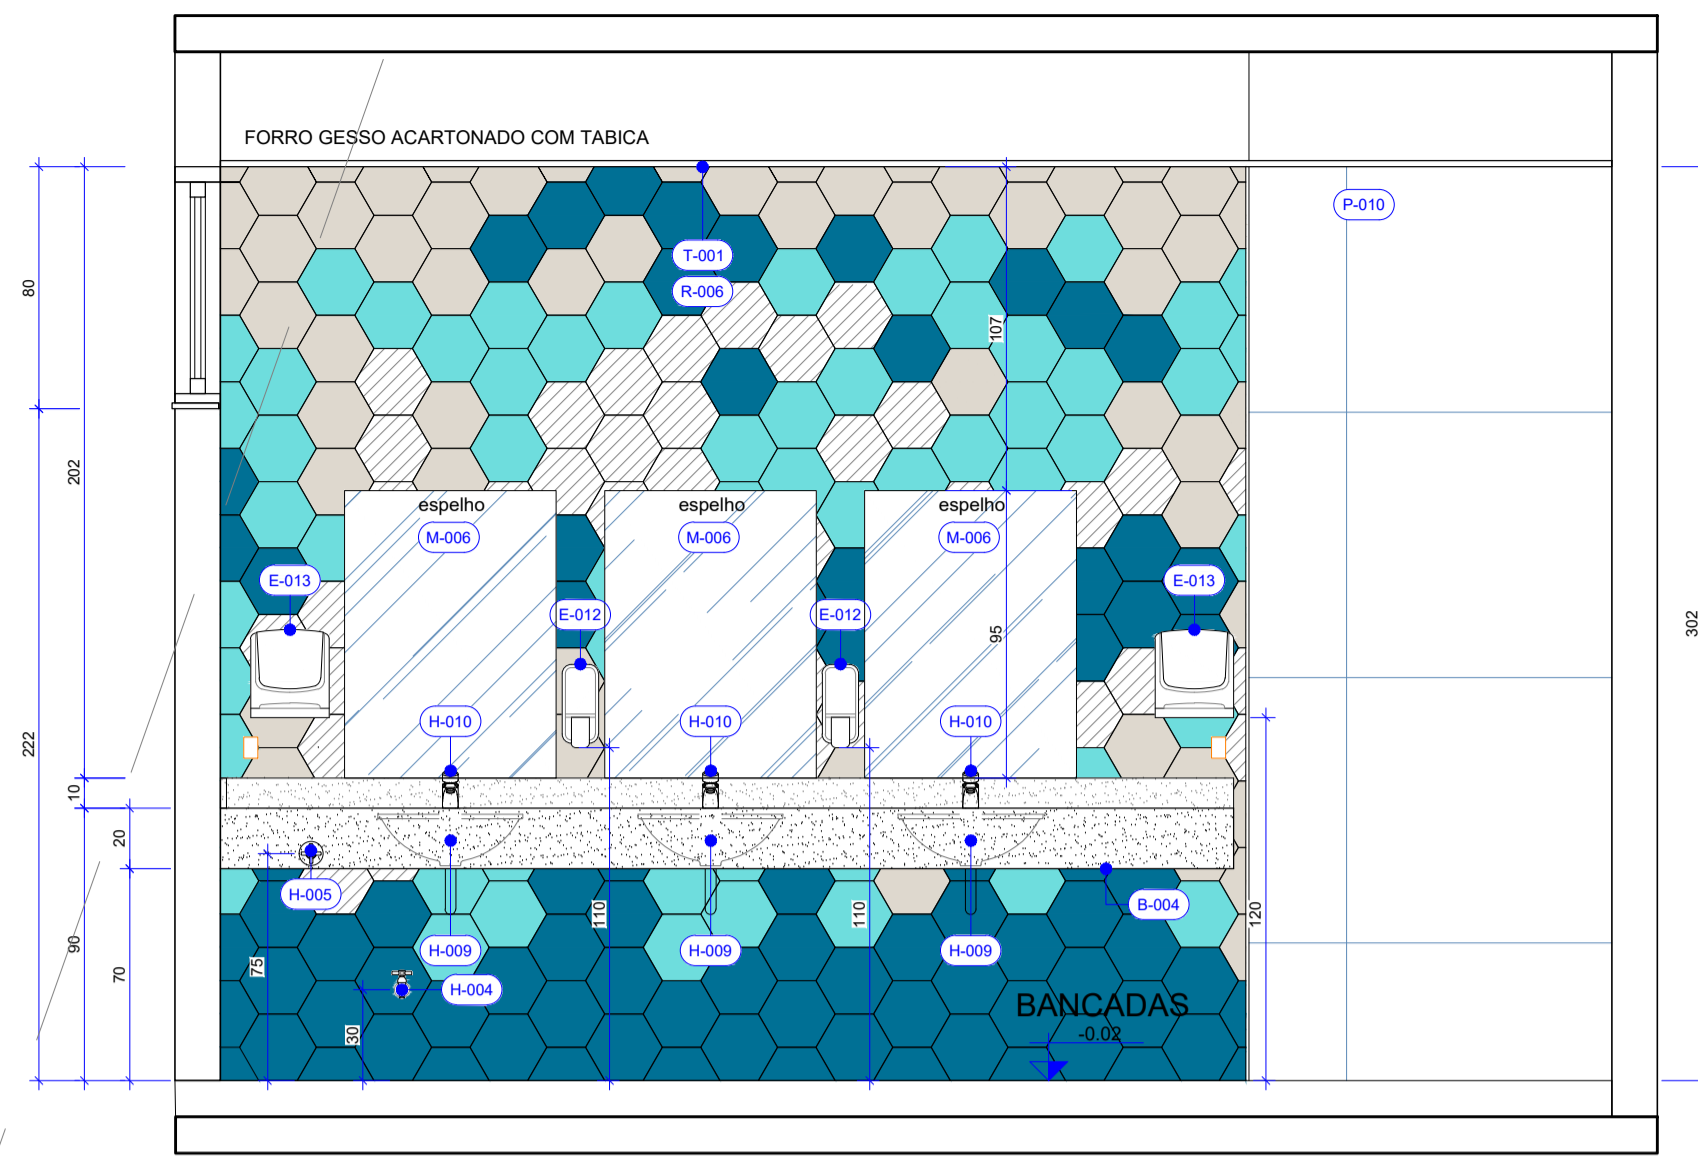 FORRO GESSO ACARTONADO COM TABICA
P-010
T-001
R-006
80
107
202
espelho
espelho
espelho
M-006
M-006
M-006
E-013
E-013
E-012
E-012
95
302
H-010
H-010
H-010
222
10
20
H-005
B-004
110
110
120
90
70
75
H-009
H-009
H-009
H-004
30
BANCADAS
-0.02